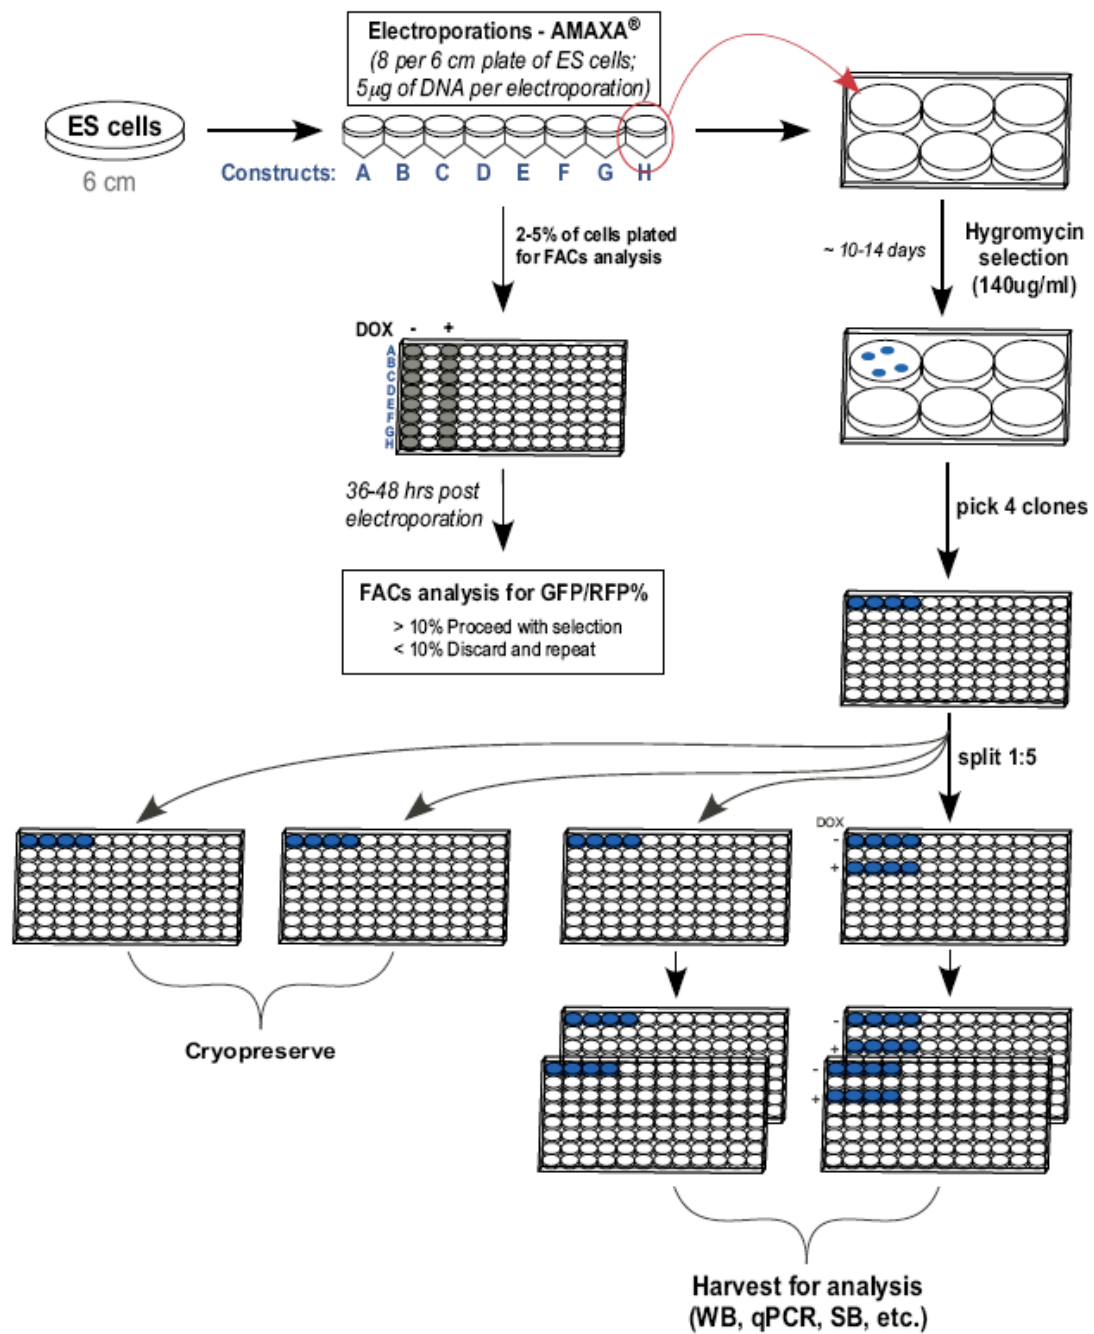 Electroporations - AMAXA®
(8 per 6 cm plate of ES cells;
5µg of DNA per electroporation)
ES cells
6 cm
Constructs: A B C D E F G H
2-5% of cells plated
for FACs analysis
~ 10-14 days
Hygromycin
selection
(140ug/ml)
DOX - +
A
B
C
D
E
F
G
H
36-48 hrs post
electroporation
pick 4 clones
FACs analysis for GFP/RFP%
> 10% Proceed with selection
< 10% Discard and repeat
split 1:5
DOX
-
+
Cryopreserve
-
+
-
+
Harvest for analysis
(WB, qPCR, SB, etc.)